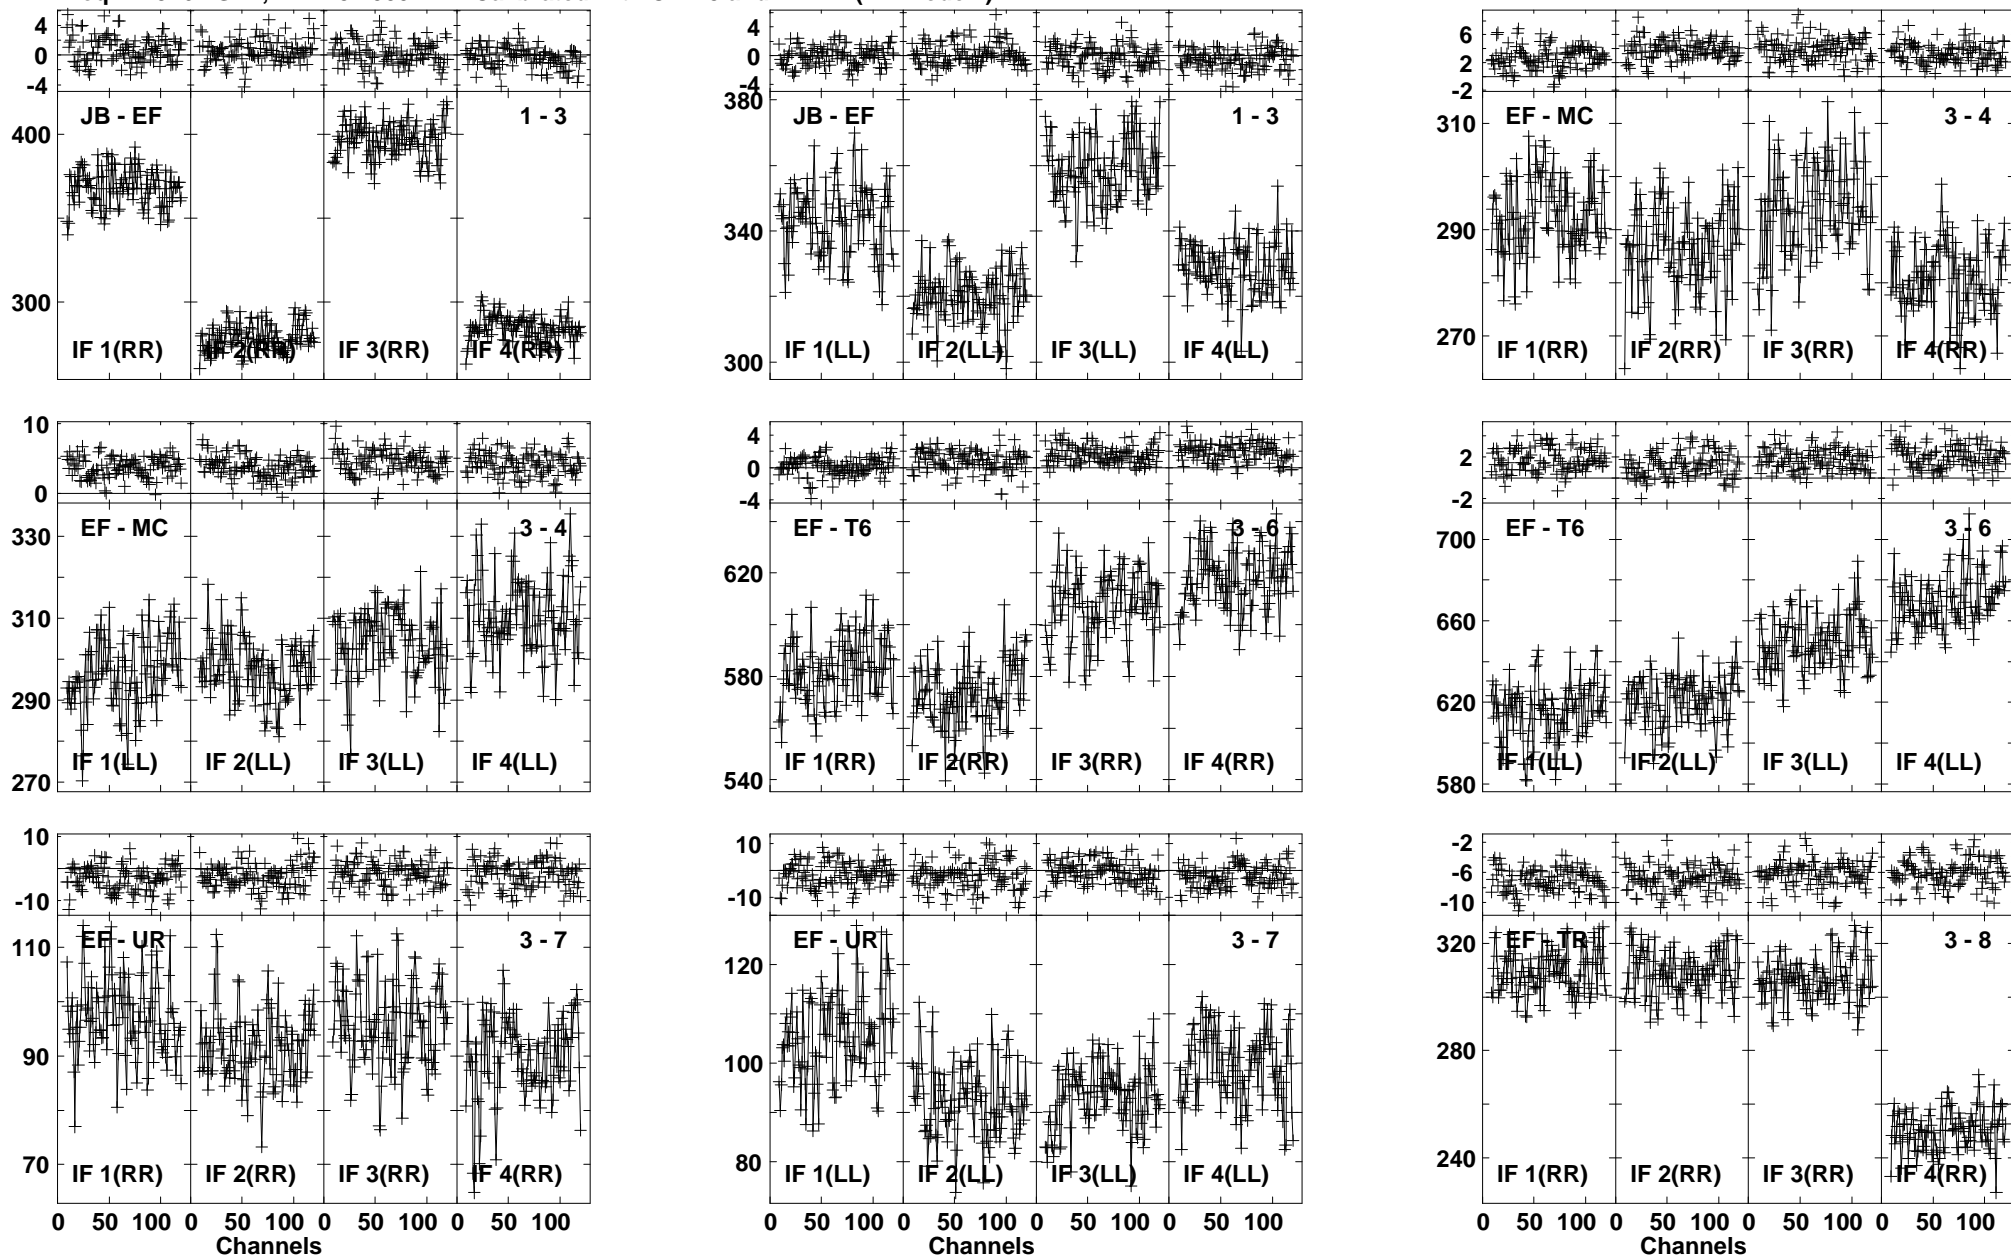 4
2
0
-4
JB - EF
1 - 3
400
300
IF 1(RR)
IF 2(RR)
IF 3(RR)
IF 4(RR)
4
2
0
-4
380
JB - EF
1 - 3
340
300
IF 1(LL)
IF 2(LL)
IF 3(LL)
IF 4(LL)
6
2
-2
310
EF - MC
3 - 4
290
270
IF 1(RR)
IF 2(RR)
IF 3(RR)
IF 4(RR)
10
0
EF - MC
3 - 4
330
310
290
270
IF 1(LL)
IF 2(LL)
IF 3(LL)
IF 4(LL)
4
0
-4
EF - T6
3 - 6
620
580
540
IF 1(RR)
IF 2(RR)
IF 3(RR)
IF 4(RR)
2
-2
EF - T6
3 - 6
700
660
620
580
IF 1(LL)
IF 2(LL)
IF 3(LL)
IF 4(LL)
10
-10
EF - UR
3 - 7
110
90
70
IF 1(RR)
IF 2(RR)
IF 3(RR)
IF 4(RR)
0 50 100 0 50 100 0 50 100 0 50 100
Channels
10
-10
EF - UR
3 - 7
120
100
80
IF 1(LL)
IF 2(LL)
IF 3(LL)
IF 4(LL)
0 50 100 0 50 100 0 50 100 0 50 100
Channels
-2
-6
-10
EF - TR
3 - 8
320
280
240
IF 1(RR)
IF 2(RR)
IF 3(RR)
IF 4(RR)
0 50 100 0 50 100 0 50 100 0 50 100
Channels